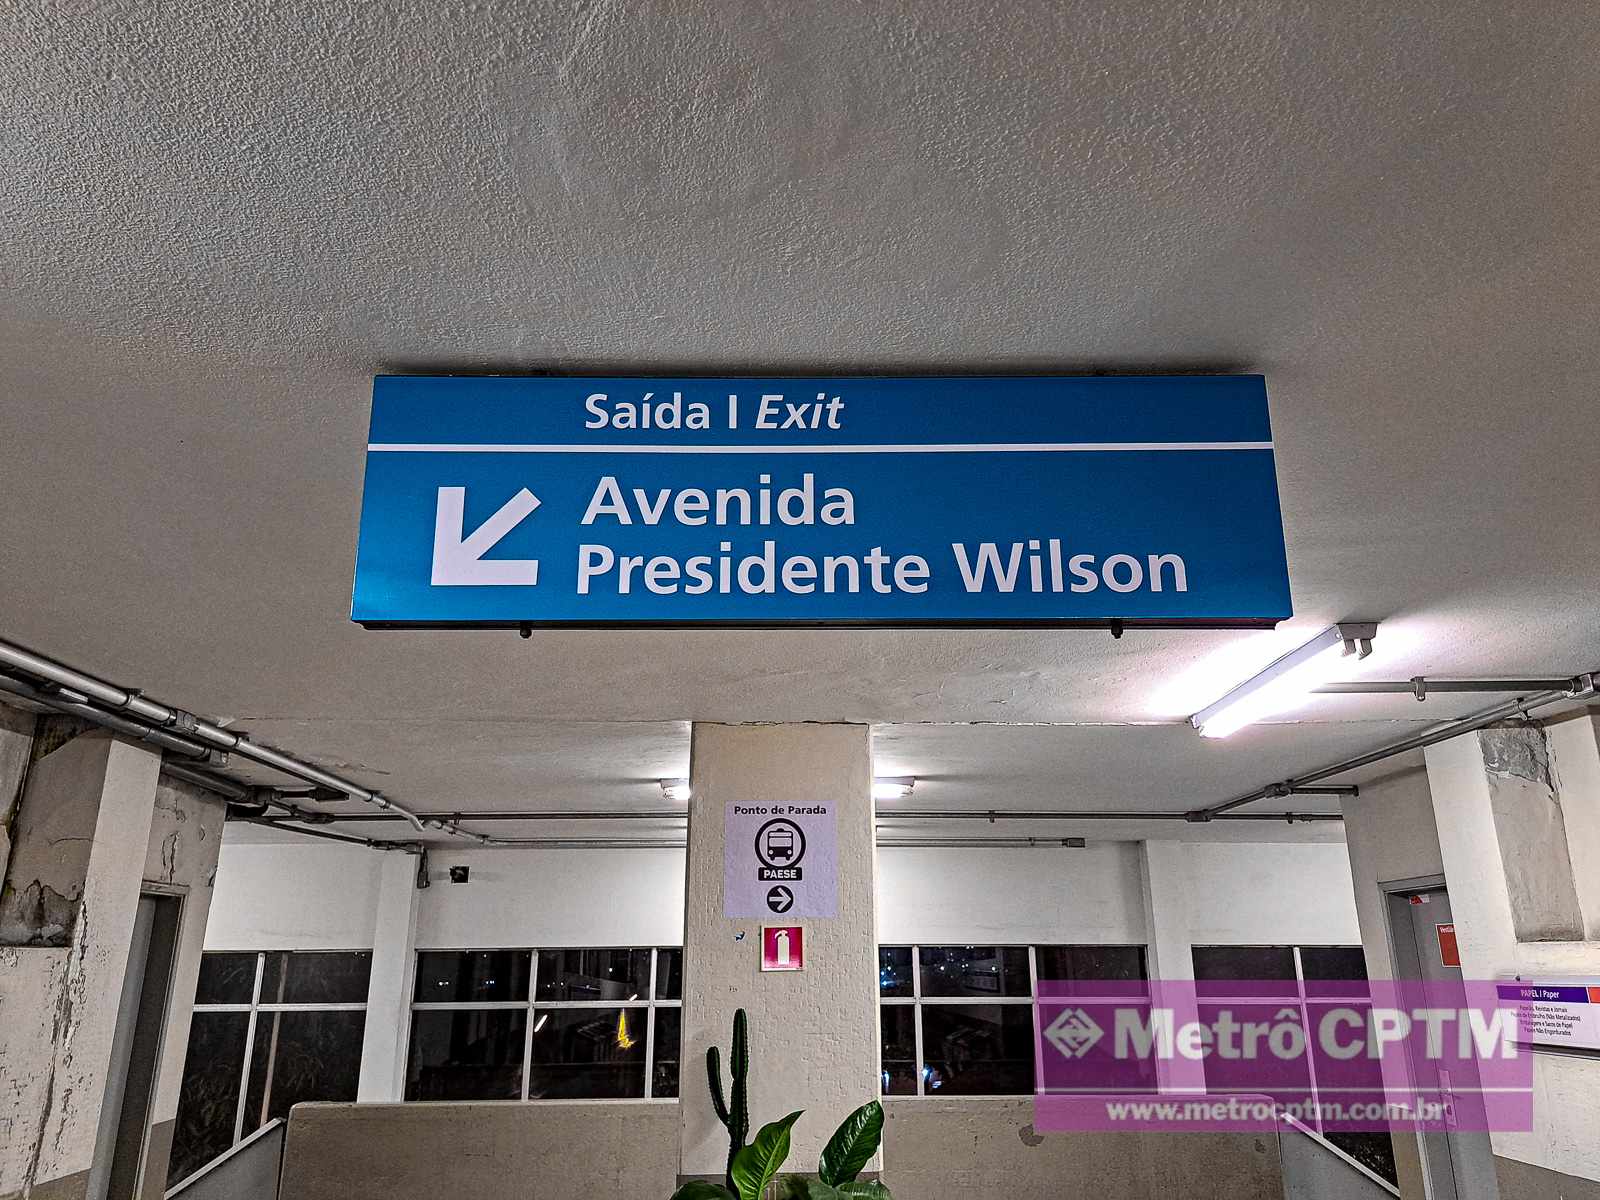 Saída | Exit
Avenida
Presidente Wilson
Ponto de Parada
PAESE
PAPEL | Paper
Metrô CPTM
www.metrocptm.com.br